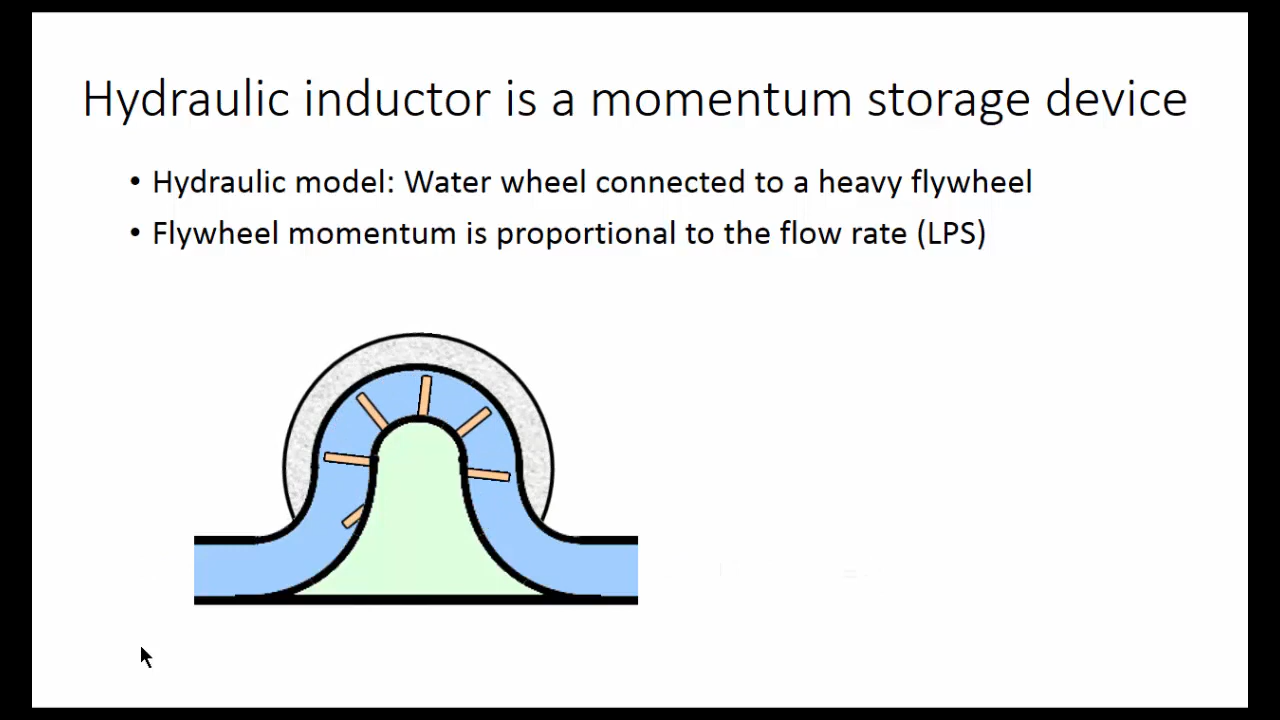 Hydraulic inductor is a momentum storage device
• Hydraulic model: Water wheel connected to a heavy flywheel
• Flywheel momentum is proportional to the flow rate (LPS)